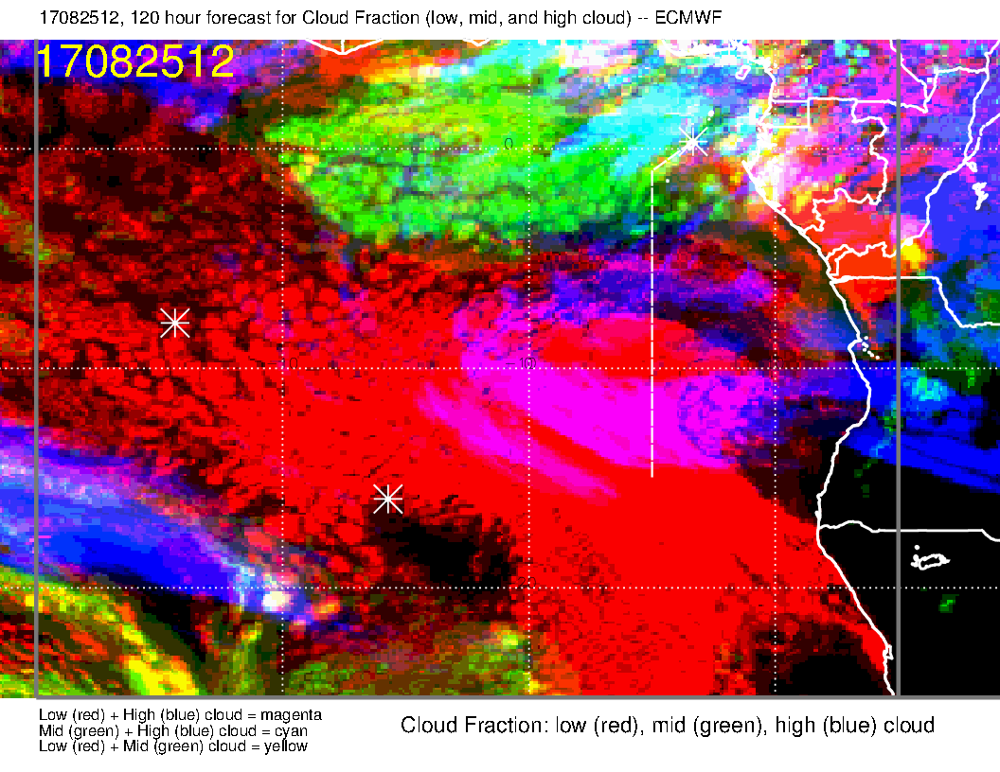 17082512, 120 hour forecast for Cloud Fraction (low, mid, and high cloud) -- ECMWF
17082512
0
-10
Low (red) + High (blue) cloud = magenta
Mid (green) + High (blue) cloud = cyan
Low (red) + Mid (green) cloud = yellow
Cloud Fraction: low (red), mid (green), high (blue) cloud